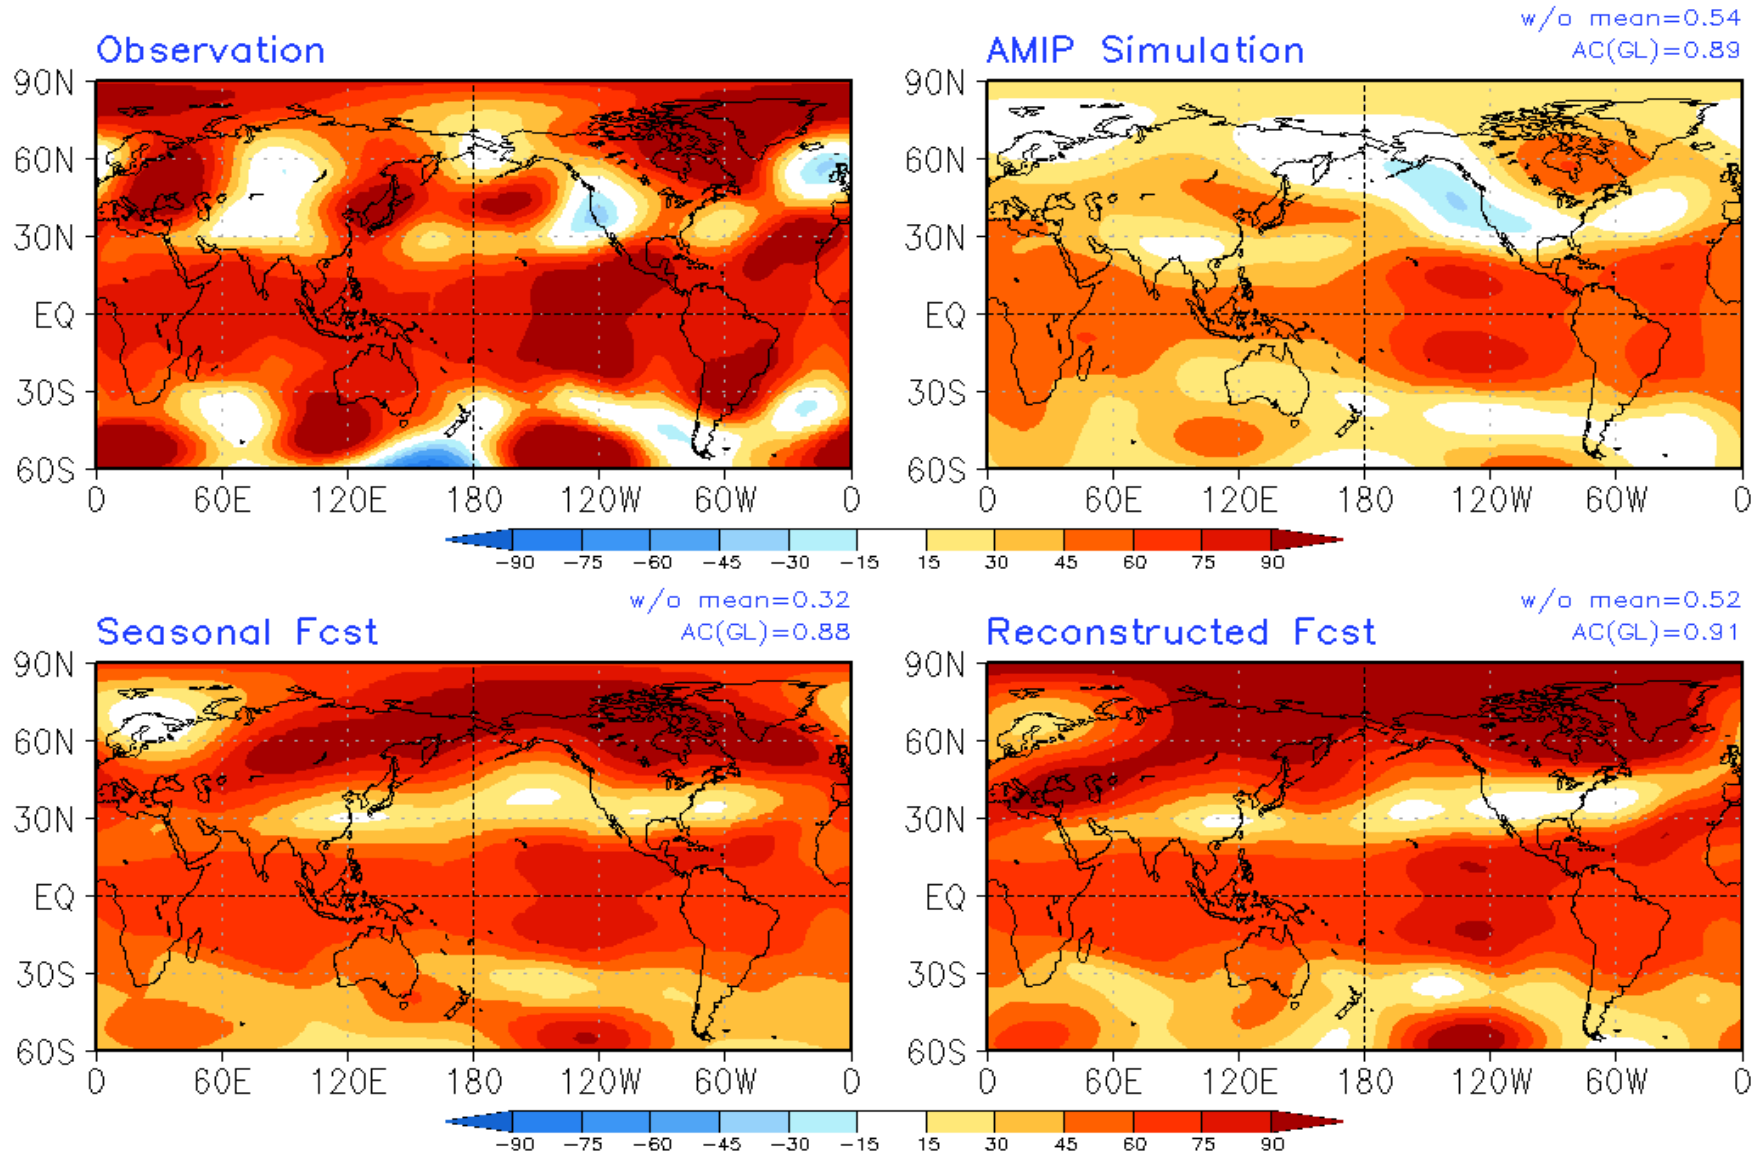 w/o mean=0.54
Observation
AMIP Simulation
AC(GL)=0.89
90N
60N
30N
EQ
30S
60S
0 60E 120E 180 120W 60W 0
90N
60N
30N
EQ
30S
60S
0 60E 120E 180 120W 60W 0
-90 -75 -60 -45 -30 -15 15 30 45 60 75 90
w/o mean=0.32
Seasonal Fcst
AC(GL)=0.88
w/o mean=0.52
Reconstructed Fcst
AC(GL)=0.91
90N
60N
30N
EQ
30S
60S
0 60E 120E 180 120W 60W 0
90N
60N
30N
EQ
30S
60S
0 60E 120E 180 120W 60W 0
-90 -75 -60 -45 -30 -15 15 30 45 60 75 90